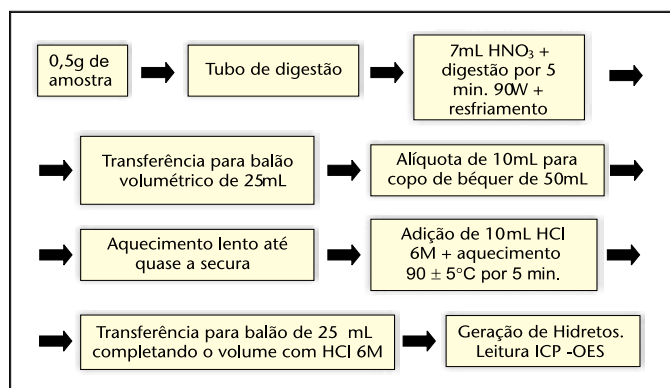 0,5g de
amostra
Tubo de digestão
7mL HNO₃ +
digestão por 5
min. 90W +
resfriamento
Transferência para balão
volumétrico de 25mL
Alíquota de 10mL para
copo de béquer de 50mL
Aquecimento lento até
quase a secura
Adição de 10mL HCl
6M + aquecimento
90 ± 5°C por 5 min.
Transferência para balão de 25 mL
completando o volume com HCl 6M
Geração de Hidretos.
Leitura ICP -OES